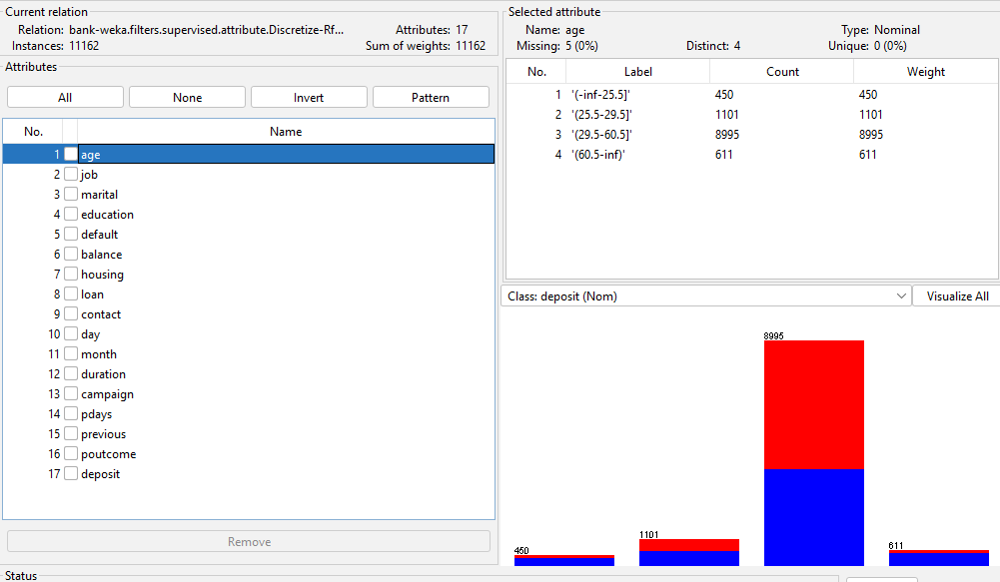 Current relation
Relation: bank-weka.filters.supervised.attribute.Discretize-Rf...
Attributes: 17
Instances: 11162
Sum of weights: 11162
Attributes
All
None
Invert
Pattern
No.
Name
1 age
2 job
3 marital
4 education
5 default
6 balance
7 housing
8 loan
9 contact
10 day
11 month
12 duration
13 campaign
14 pdays
15 previous
16 poutcome
17 deposit
Remove
Status
Selected attribute
Name: age
Type: Nominal
Missing: 5 (0%)
Distinct: 4
Unique: 0 (0%)
No. Label Count Weight
1 '(-inf-25.5]' 450 450
2 '(25.5-29.5]' 1101 1101
3 '(29.5-60.5]' 8995 8995
4 '(60.5-inf)' 611 611
Class: deposit (Nom)
Visualize All
450
1101
8995
611